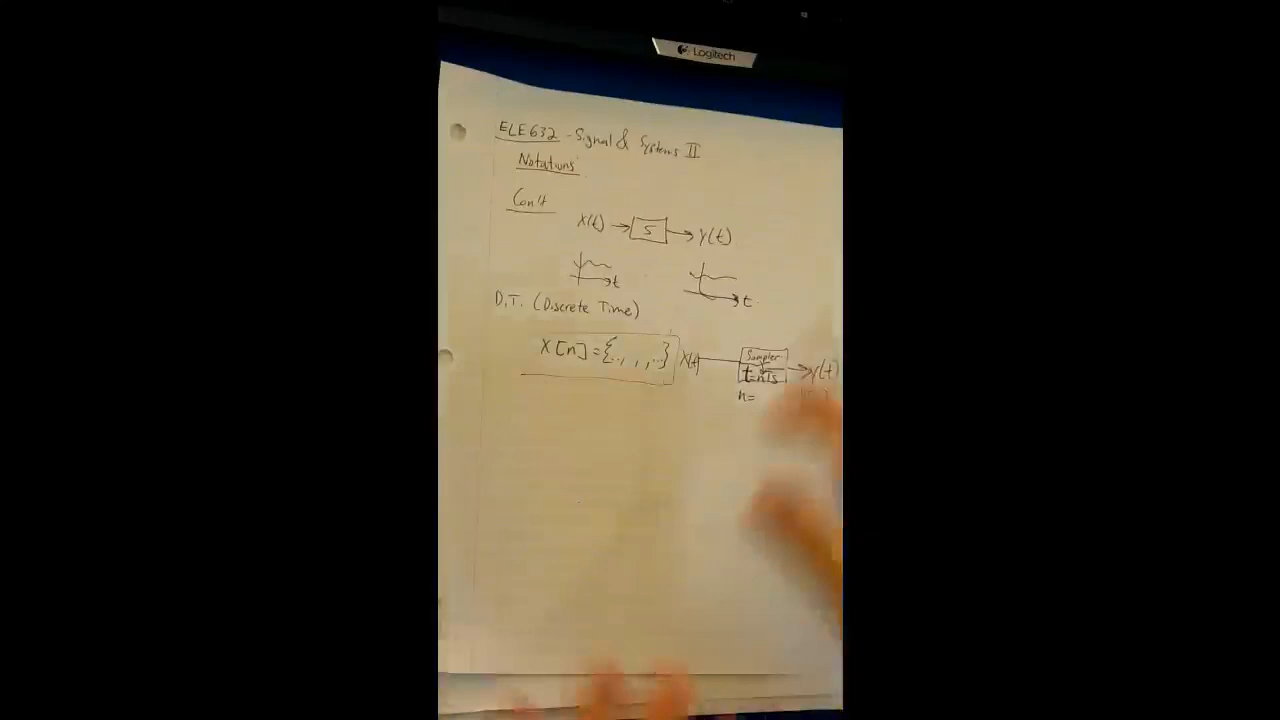 Logitech
ELE632 - Signal & Systems II
Notations
Con't
X(t) → S → y(t)
t
t
D.T. (Discrete Time)
X[n] = {.., , , ...}
X(t)
Sampler
t=nTs
y(t)
n=